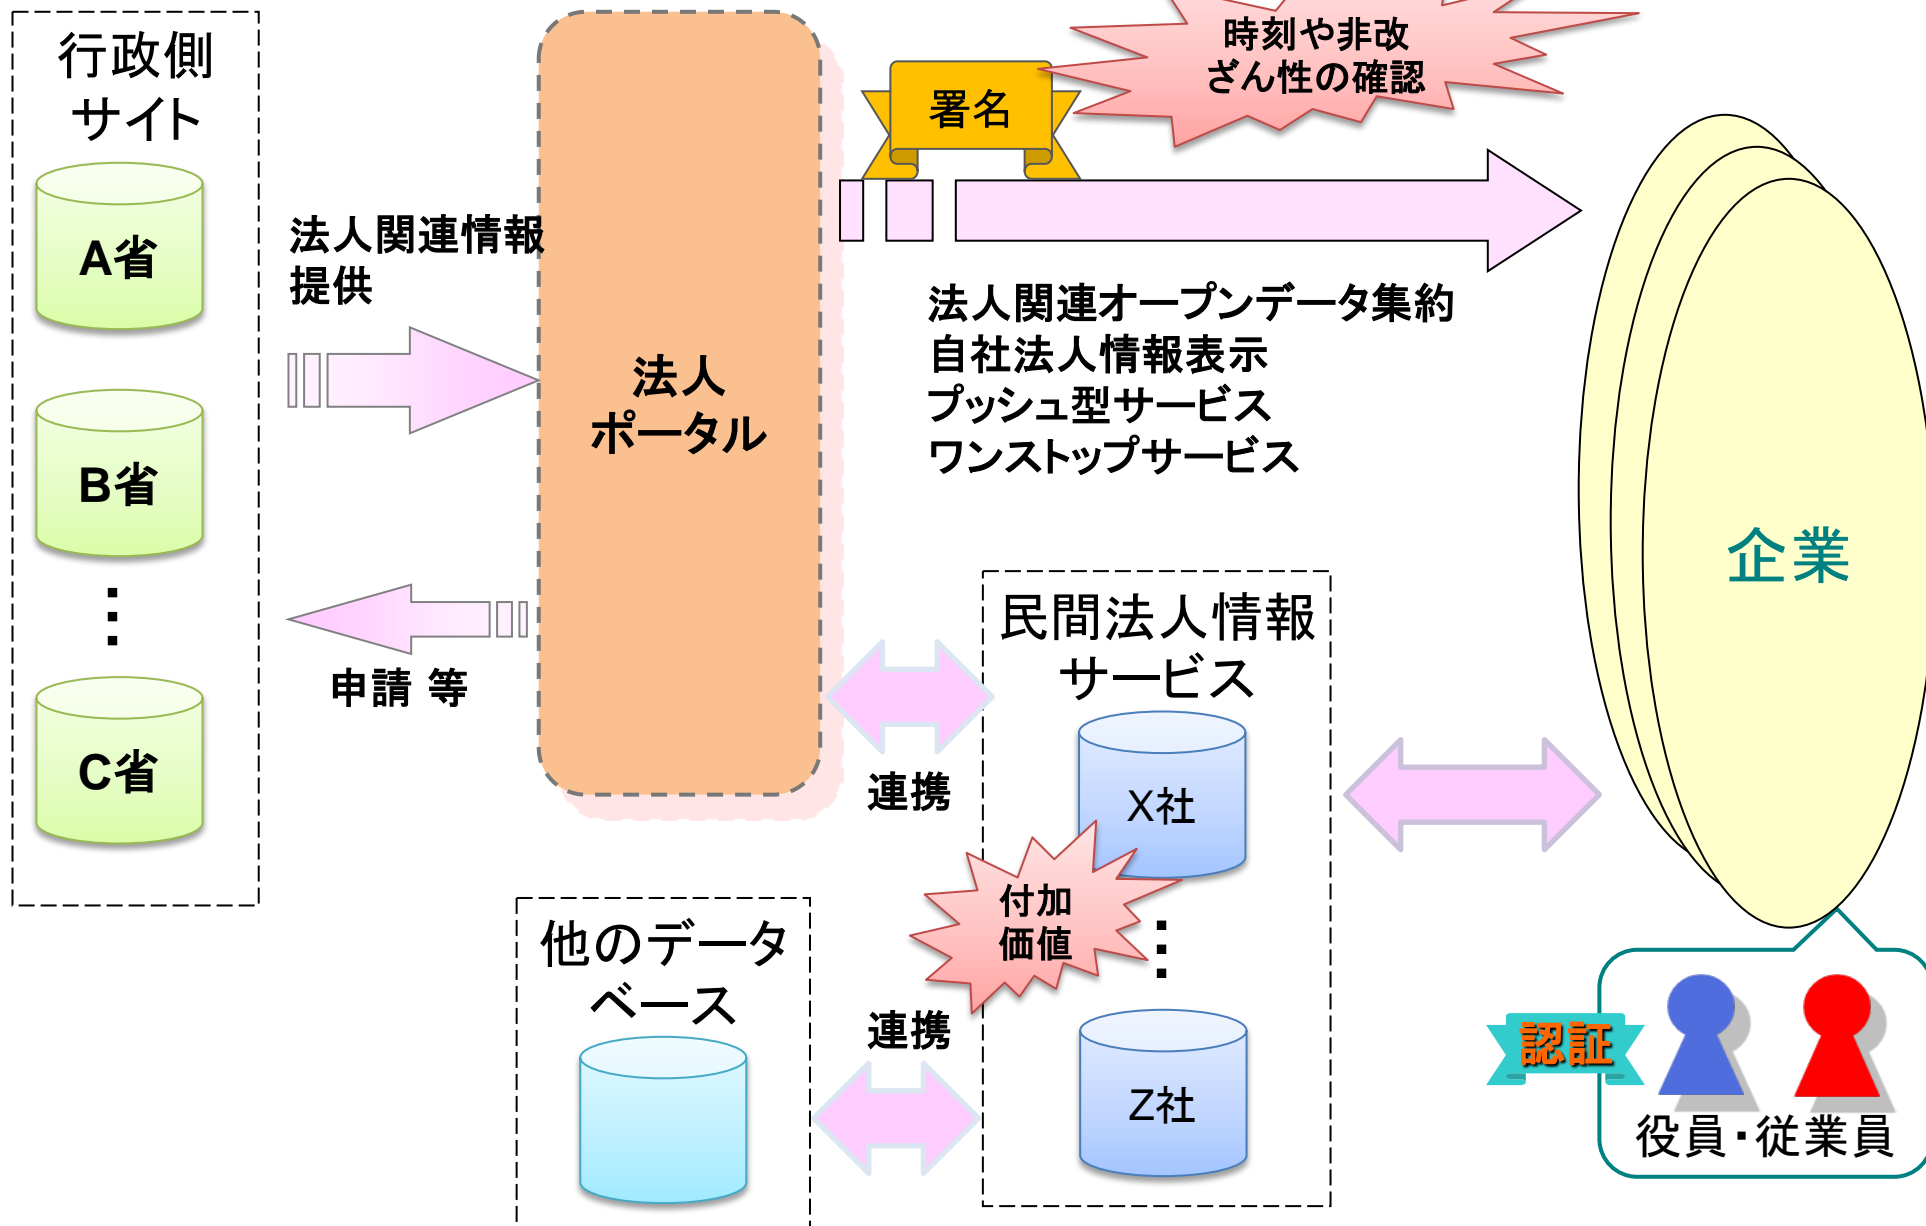 行政側
サイト
A省
B省
⋮
C省
法人関連情報
提供
申請 等
法人
ポータル
署名
時刻や非改
ざん性の確認
法人関連オープンデータ集約
自社法人情報表示
プッシュ型サービス
ワンストップサービス
企業
民間法人情報
サービス
X社
付加
価値
⋮
Z社
連携
他のデータ
ベース
連携
認証
役員・従業員